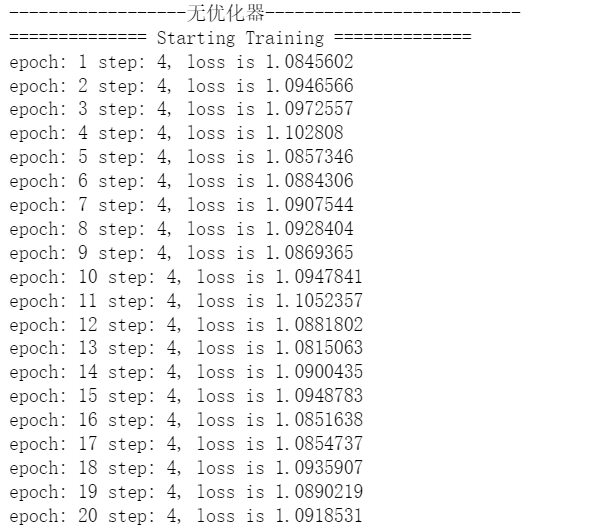 ------------------无优化器--------------------------
============== Starting Training ==============
epoch: 1 step: 4, loss is 1.0845602
epoch: 2 step: 4, loss is 1.0946566
epoch: 3 step: 4, loss is 1.0972557
epoch: 4 step: 4, loss is 1.102808
epoch: 5 step: 4, loss is 1.0857346
epoch: 6 step: 4, loss is 1.0884306
epoch: 7 step: 4, loss is 1.0907544
epoch: 8 step: 4, loss is 1.0928404
epoch: 9 step: 4, loss is 1.0869365
epoch: 10 step: 4, loss is 1.0947841
epoch: 11 step: 4, loss is 1.1052357
epoch: 12 step: 4, loss is 1.0881802
epoch: 13 step: 4, loss is 1.0815063
epoch: 14 step: 4, loss is 1.0900435
epoch: 15 step: 4, loss is 1.0948783
epoch: 16 step: 4, loss is 1.0851638
epoch: 17 step: 4, loss is 1.0854737
epoch: 18 step: 4, loss is 1.0935907
epoch: 19 step: 4, loss is 1.0890219
epoch: 20 step: 4, loss is 1.0918531